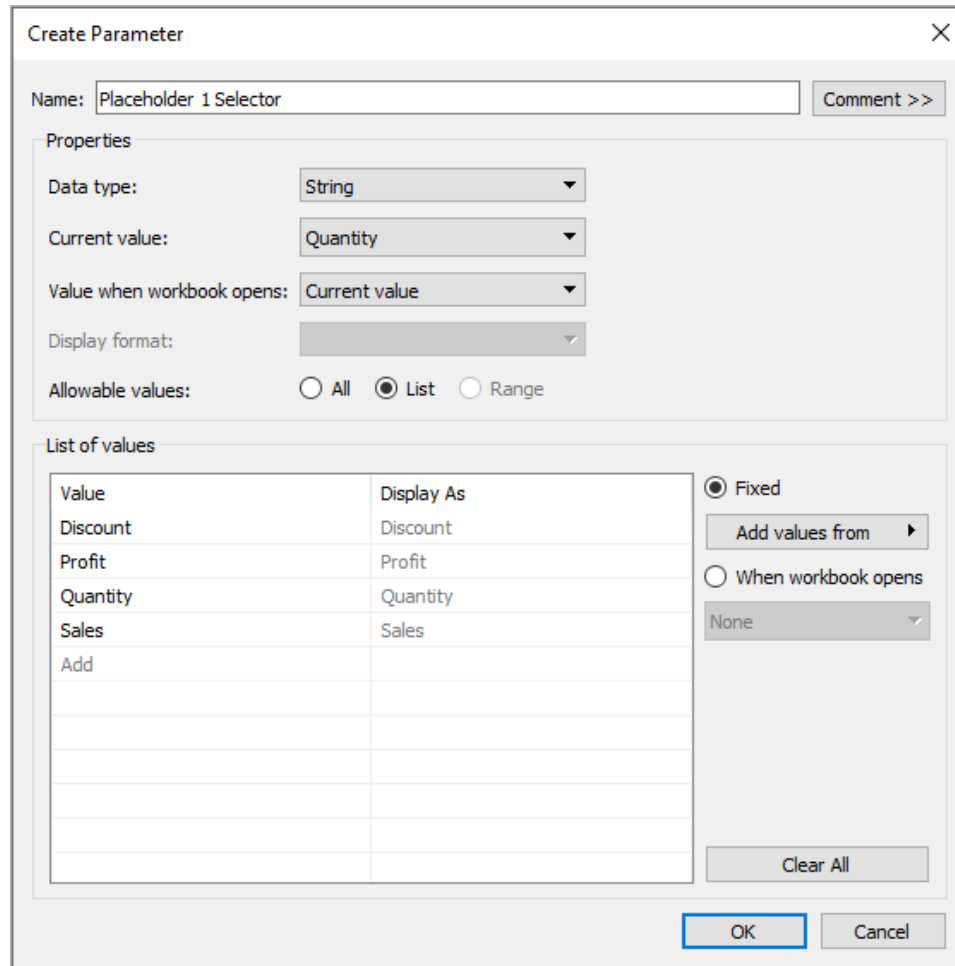 Create Parameter
Name: Placeholder 1 Selector Comment >>
Properties
Data type: String
Current value: Quantity
Value when workbook opens: Current value
Display format:
Allowable values: All List Range
List of values
Value Display As
Fixed
Discount Discount
Add values from
Profit Profit
When workbook opens
Quantity Quantity
None
Sales Sales
Add
Clear All
OK Cancel